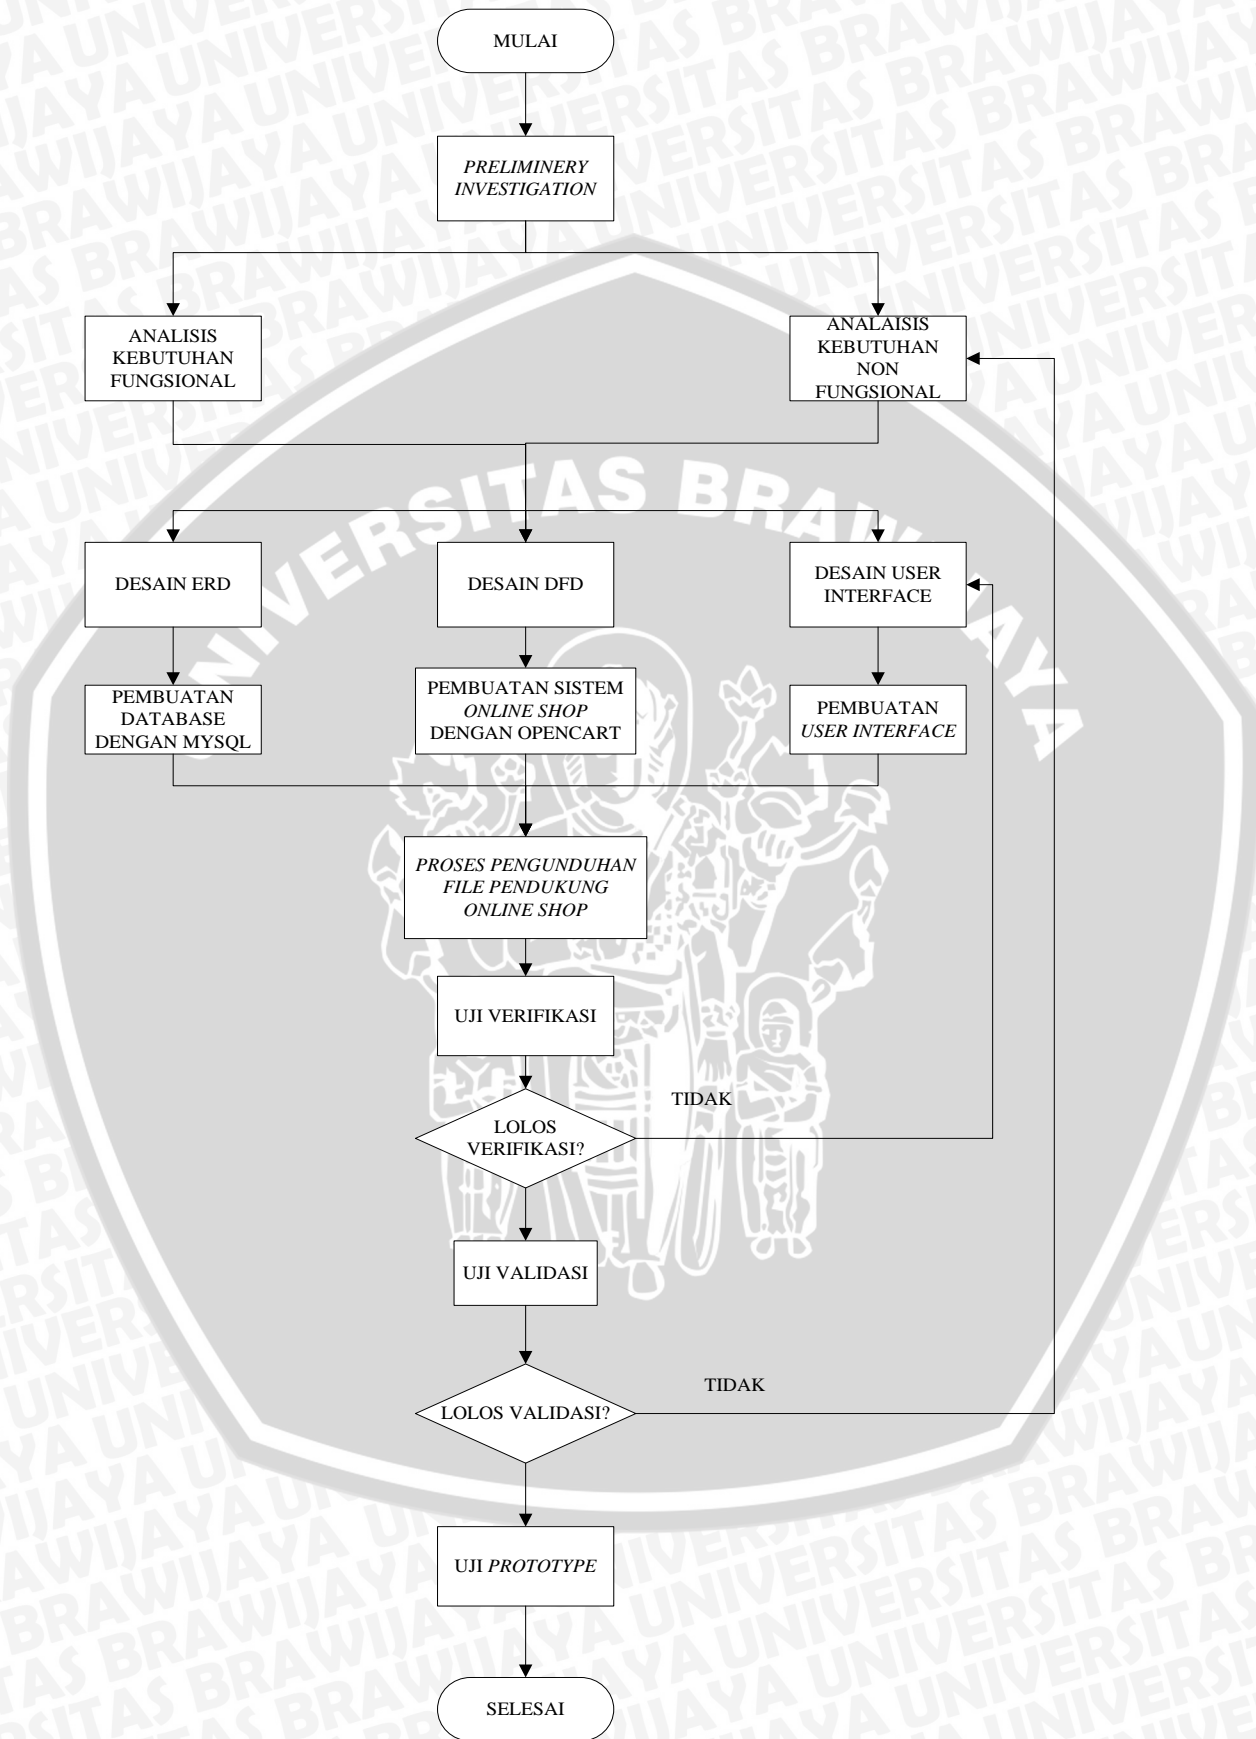 MULAI
PRELIMINERY
INVESTIGATION
ANALISIS
KEBUTUHAN
FUNGSIONAL
ANALAISIS
KEBUTUHAN
NON
FUNGSIONAL
UNIVERSITAS BRAWIJAYA
DESAIN ERD
DESAIN DFD
DESAIN USER
INTERFACE
PEMBUATAN
DATABASE
DENGAN MYSQL
PEMBUATAN SISTEM
ONLINE SHOP
DENGAN OPENCART
PEMBUATAN
USER INTERFACE
PROSES PENGUNDUHAN
FILE PENDUKUNG
ONLINE SHOP
UJI VERIFIKASI
TIDAK
LOLOS
VERIFIKASI?
UJI VALIDASI
TIDAK
LOLOS VALIDASI?
UJI PROTOTYPE
SELESAI